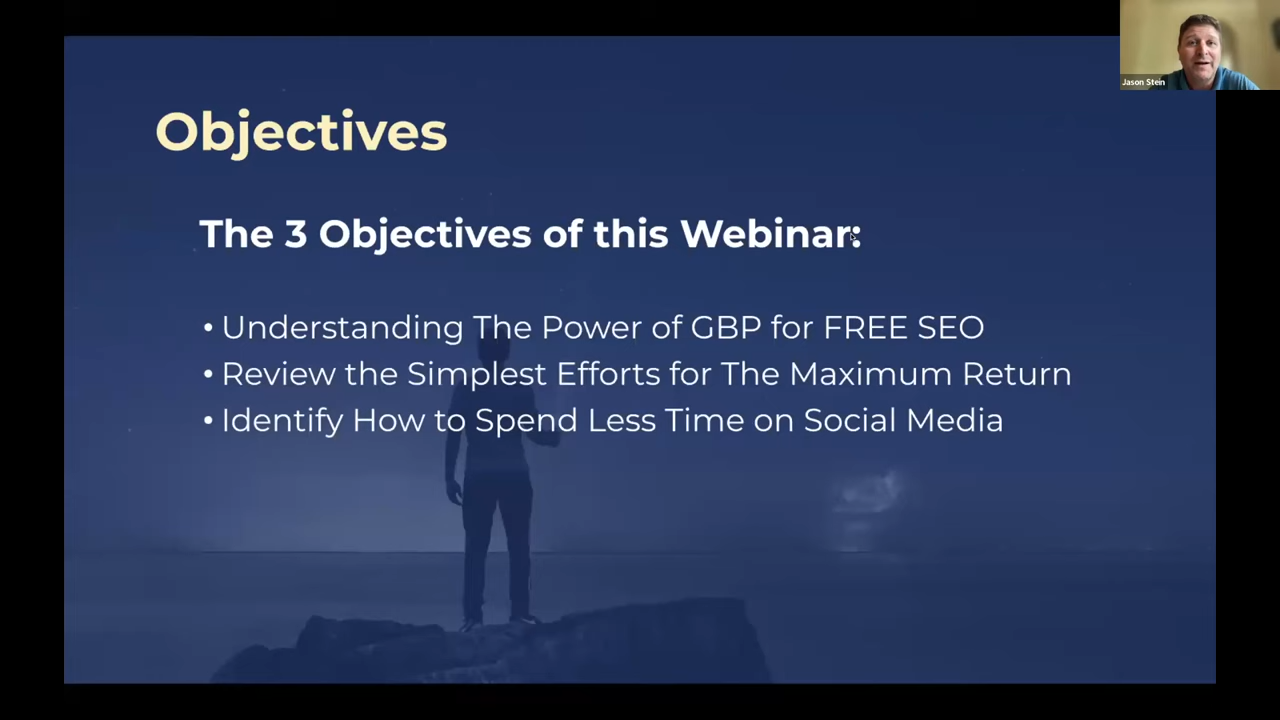 Jason Stein
Objectives
The 3 Objectives of this Webinar:
• Understanding The Power of GBP for FREE SEO
• Review the Simplest Efforts for The Maximum Return
• Identify How to Spend Less Time on Social Media